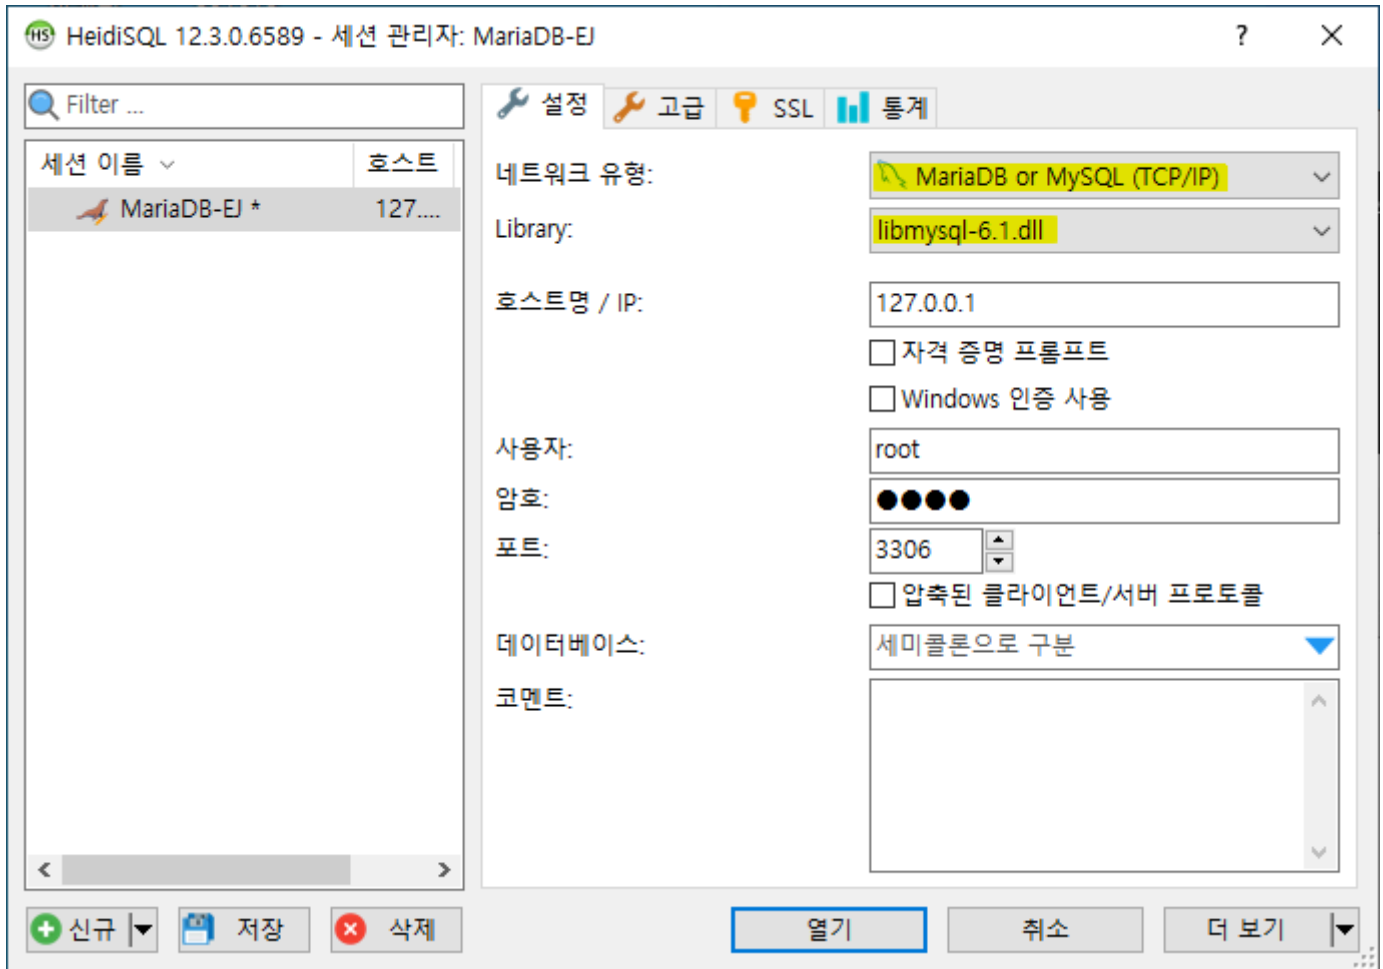 HS HeidiSQL 12.3.0.6589 - 세션 관리자: MariaDB-EJ ?
Filter ...
세션 이름 호스트
MariaDB-EJ * 127....
설정 고급 SSL 통계
네트워크 유형: MariaDB or MySQL (TCP/IP)
Library: libmysql-6.1.dll
호스트명 / IP: 127.0.0.1
자격 증명 프롬프트
Windows 인증 사용
사용자: root
암호: ●●●●
포트: 3306
압축된 클라이언트/서버 프로토콜
데이터베이스: 세미콜론으로 구분
코멘트:
신규 저장 삭제 열기 취소 더 보기